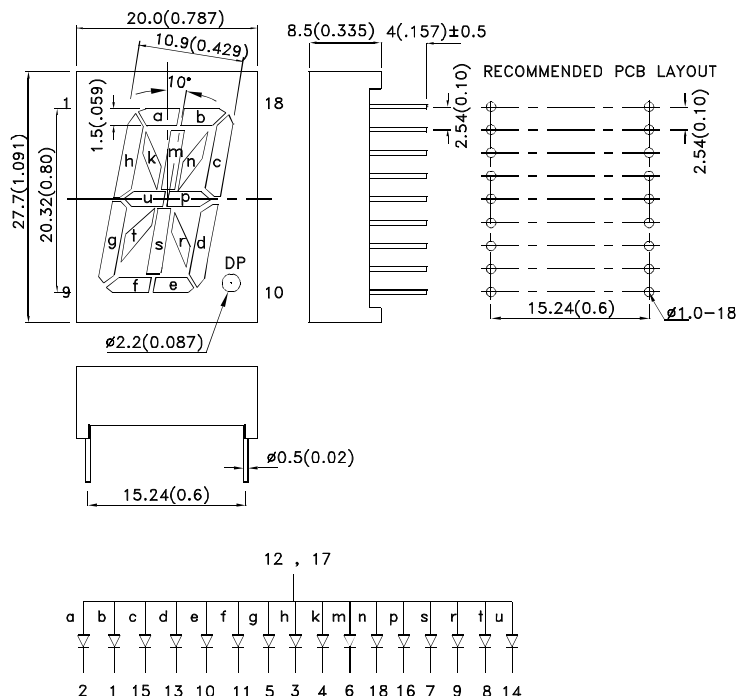 20.0(0.787)
10.9(0.429)
10°
8.5(0.335)
4(.157)±0.5
RECOMMENDED PCB LAYOUT
1
18
1.5(.059)
a
b
2.54(0.10)
2.54(0.10)
h
k
m
n
c
27.7(1.091)
20.32(0.80)
u
p
g
t
s
r
d
DP
9
f
e
10
15.24(0.6)
ø1.0-18
ø2.2(0.087)
ø0.5(0.02)
15.24(0.6)
12 , 17
a b c d e f g h k m n p s r t u
2 1 15 13 10 11 5 3 4 6 18 16 7 9 8 14